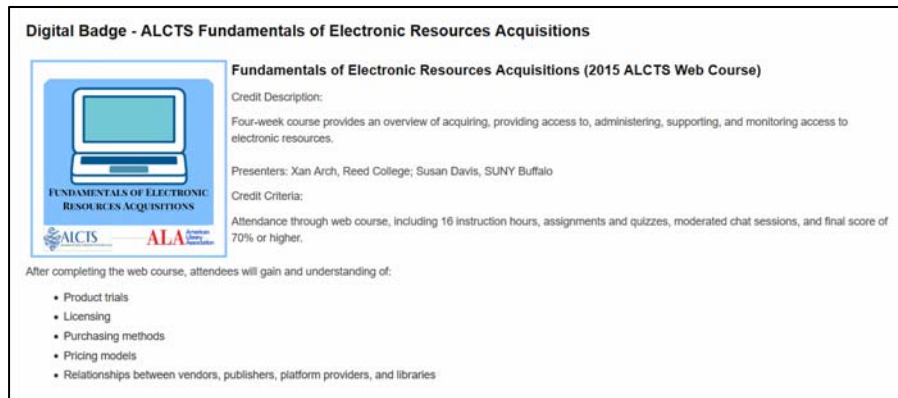 Digital Badge - ALCTS Fundamentals of Electronic Resources Acquisitions
Fundamentals of Electronic Resources Acquisitions (2015 ALCTS Web Course)
Credit Description:
Four-week course provides an overview of acquiring, providing access to, administering, supporting, and monitoring access to
electronic resources.
Presenters: Xan Arch, Reed College; Susan Davis, SUNY Buffalo
Credit Criteria:
Attendance through web course, including 16 instruction hours, assignments and quizzes, moderated chat sessions, and final score of
70% or higher.
FUNDAMENTALS OF ELECTRONIC
RESOURCES ACQUISITIONS
ALCTS
ALA American
Library
Association
After completing the web course, attendees will gain and understanding of:
• Product trials
• Licensing
• Purchasing methods
• Pricing models
• Relationships between vendors, publishers, platform providers, and libraries